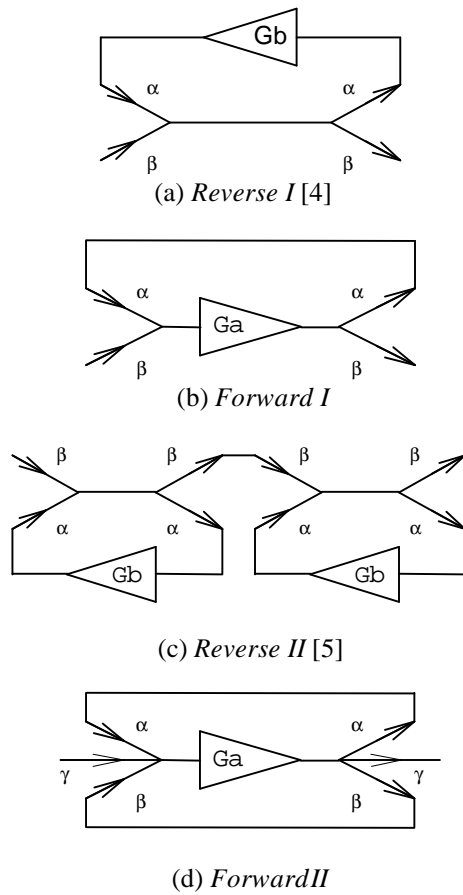 Gb
α α
β β
(a) Reverse I [4]
α α
Ga
β β
(b) Forward I
β β β β
α α α α
Gb Gb
(c) Reverse II [5]
α α
Ga
γ γ
β β
(d) ForwardII